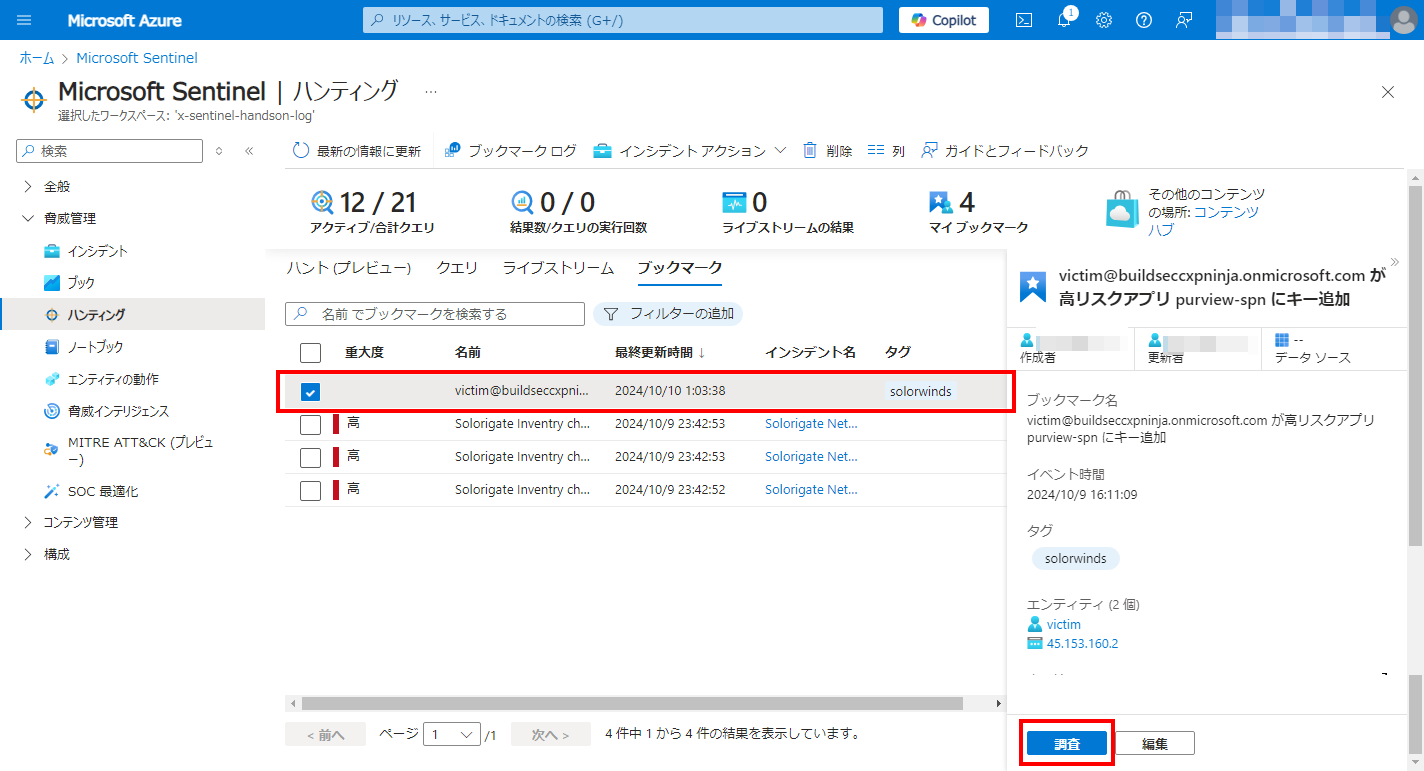 Microsoft Azure
リソース、サービス、ドキュメントの検索 (G+/)
Copilot
1
ホーム > Microsoft Sentinel
Microsoft Sentinel | ハンティング ...
選択したワークスペース: 'x-sentinel-handson-log'
検索
全般
脅威管理
インシデント
ブック
ハンティング
ノートブック
エンティティの動作
脅威インテリジェンス
MITRE ATT&CK (プレビュー)
SOC 最適化
コンテンツ管理
構成
最新の情報に更新
ブックマーク ログ
インシデント アクション
削除
列
ガイドとフィードバック
12 / 21
アクティブ/合計クエリ
0 / 0
結果数/クエリの実行回数
0
ライブストリームの結果
4
マイ ブックマーク
その他のコンテンツ
の場所: コンテンツ
ハブ
ハント (プレビュー)
クエリ
ライブストリーム
ブックマーク
名前 でブックマークを検索する
フィルターの追加
重大度 名前 最終更新時間 ↓ インシデント名 タグ
victim@buildseccxpni... 2024/10/10 1:03:38 solorwinds
高 Solorigate Inventry ch... 2024/10/9 23:42:53 Solorigate Net...
高 Solorigate Inventry ch... 2024/10/9 23:42:53 Solorigate Net...
高 Solorigate Inventry ch... 2024/10/9 23:42:52 Solorigate Net...
< 前へ ページ 1 /1 次へ > 4 件中 1 から 4 件の結果を表示しています。
victim@buildseccxpninja.onmicrosoft.com が
高リスクアプリ purview-spn にキー追加
作成者
更新者
--
データ ソース
ブックマーク名
victim@buildseccxpninja.onmicrosoft.com が高リスクアプリ
purview-spn にキー追加
イベント時間
2024/10/9 16:11:09
タグ
solorwinds
エンティティ (2 個)
victim
45.153.160.2
調査
編集